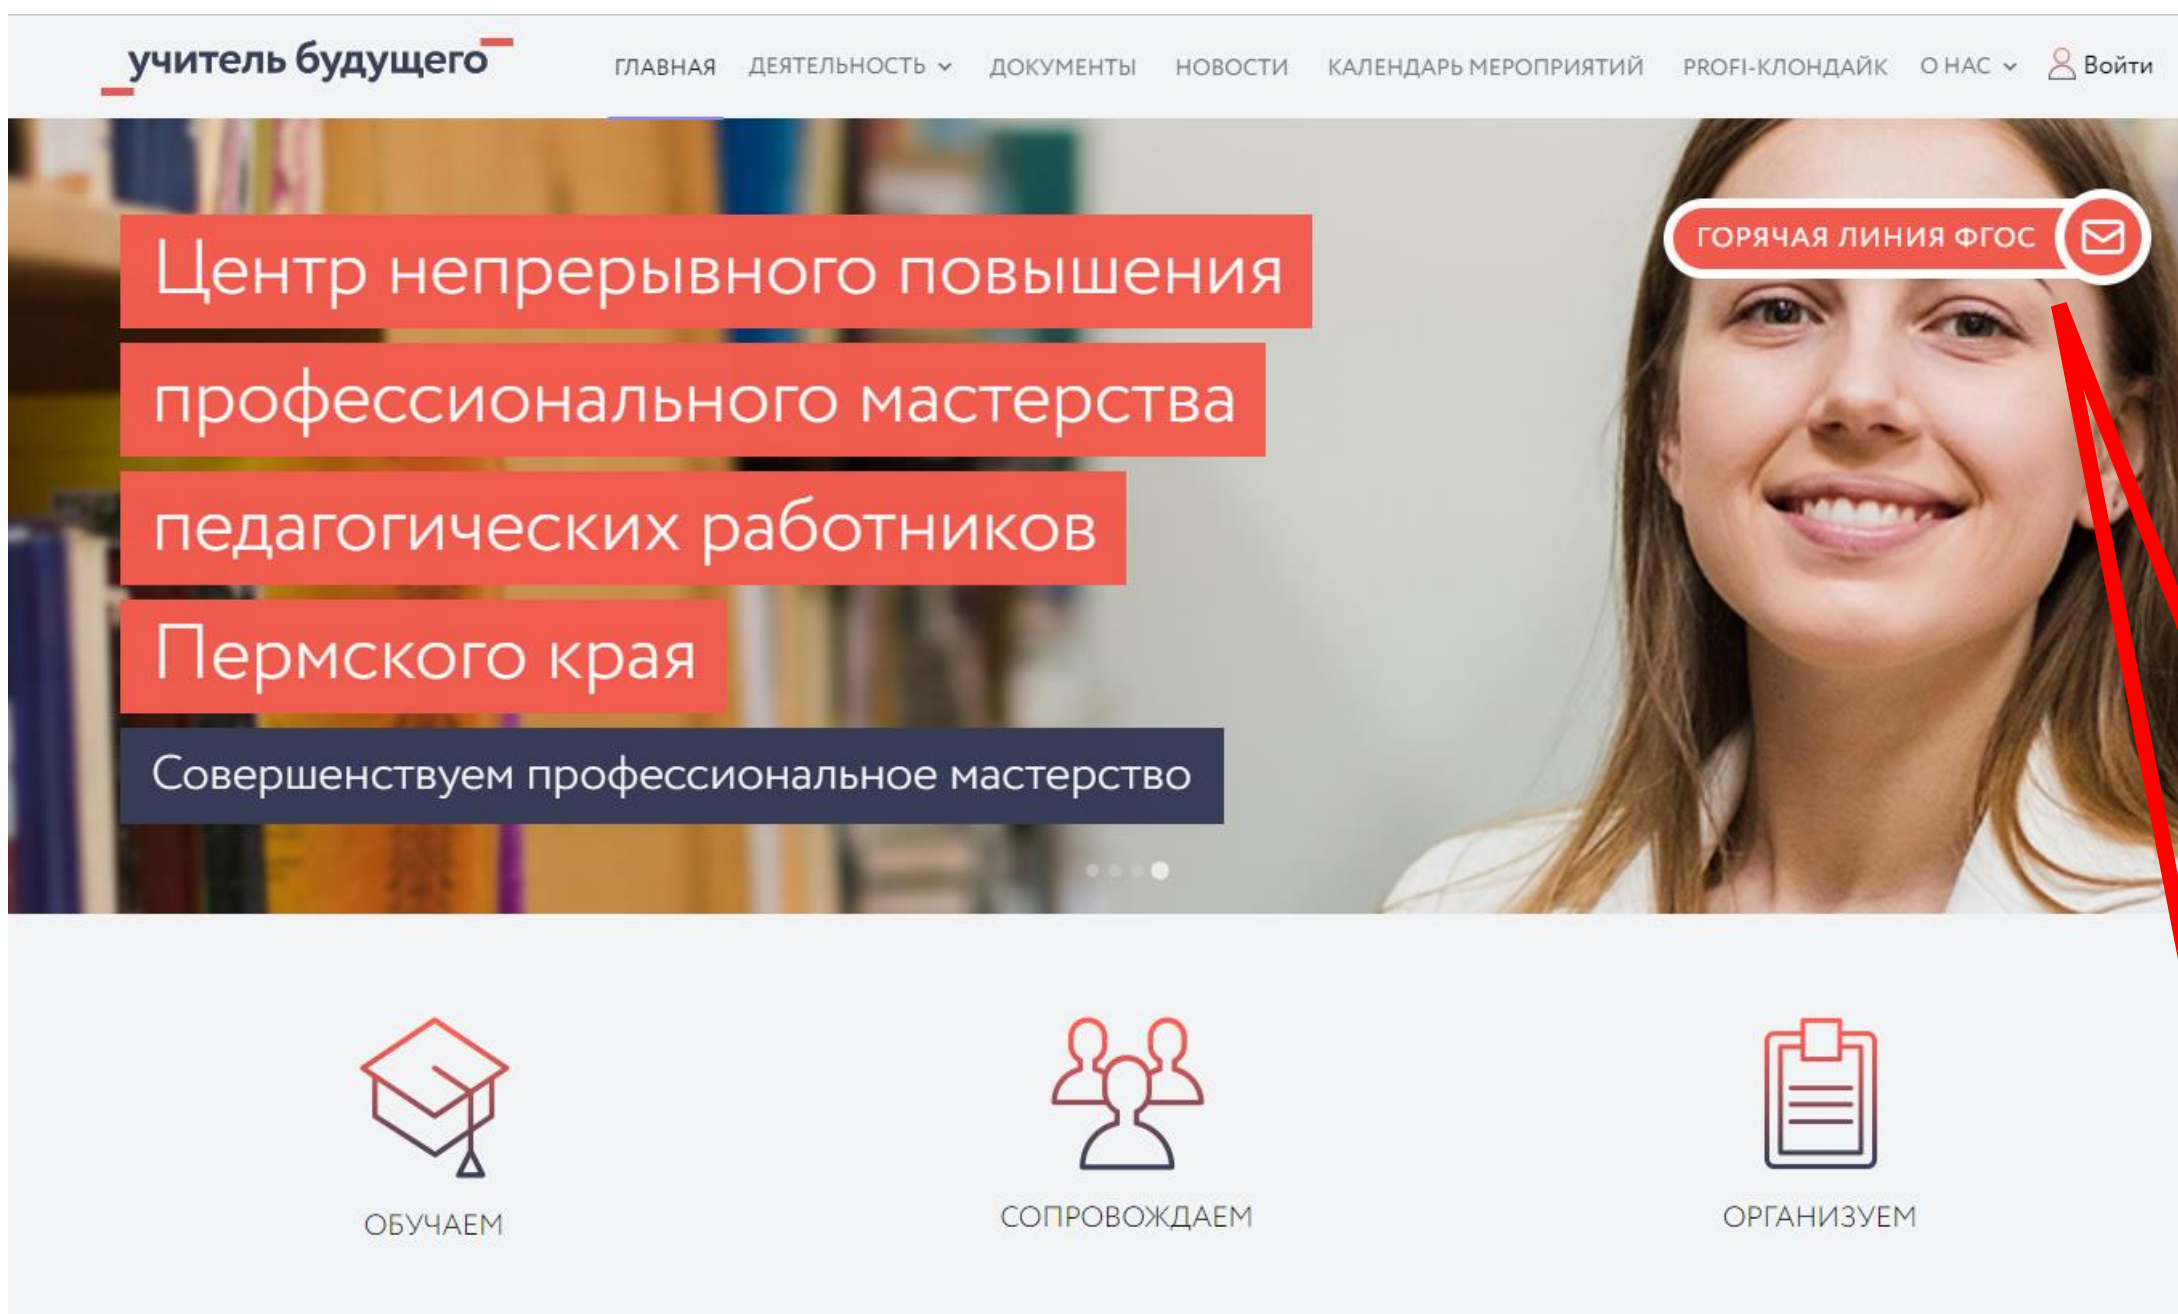 учитель будущего
ГЛАВНАЯ ДЕЯТЕЛЬНОСТЬ ДОКУМЕНТЫ НОВОСТИ КАЛЕНДАРЬ МЕРОПРИЯТИЙ PROFI-КЛОНДАЙК О НАС Войти
ГОРЯЧАЯ ЛИНИЯ ФГОС
Центр непрерывного повышения
профессионального мастерства
педагогических работников
Пермского края
Совершенствуем профессиональное мастерство
ОБУЧАЕМ
СОПРОВОЖДАЕМ
ОРГАНИЗУЕМ